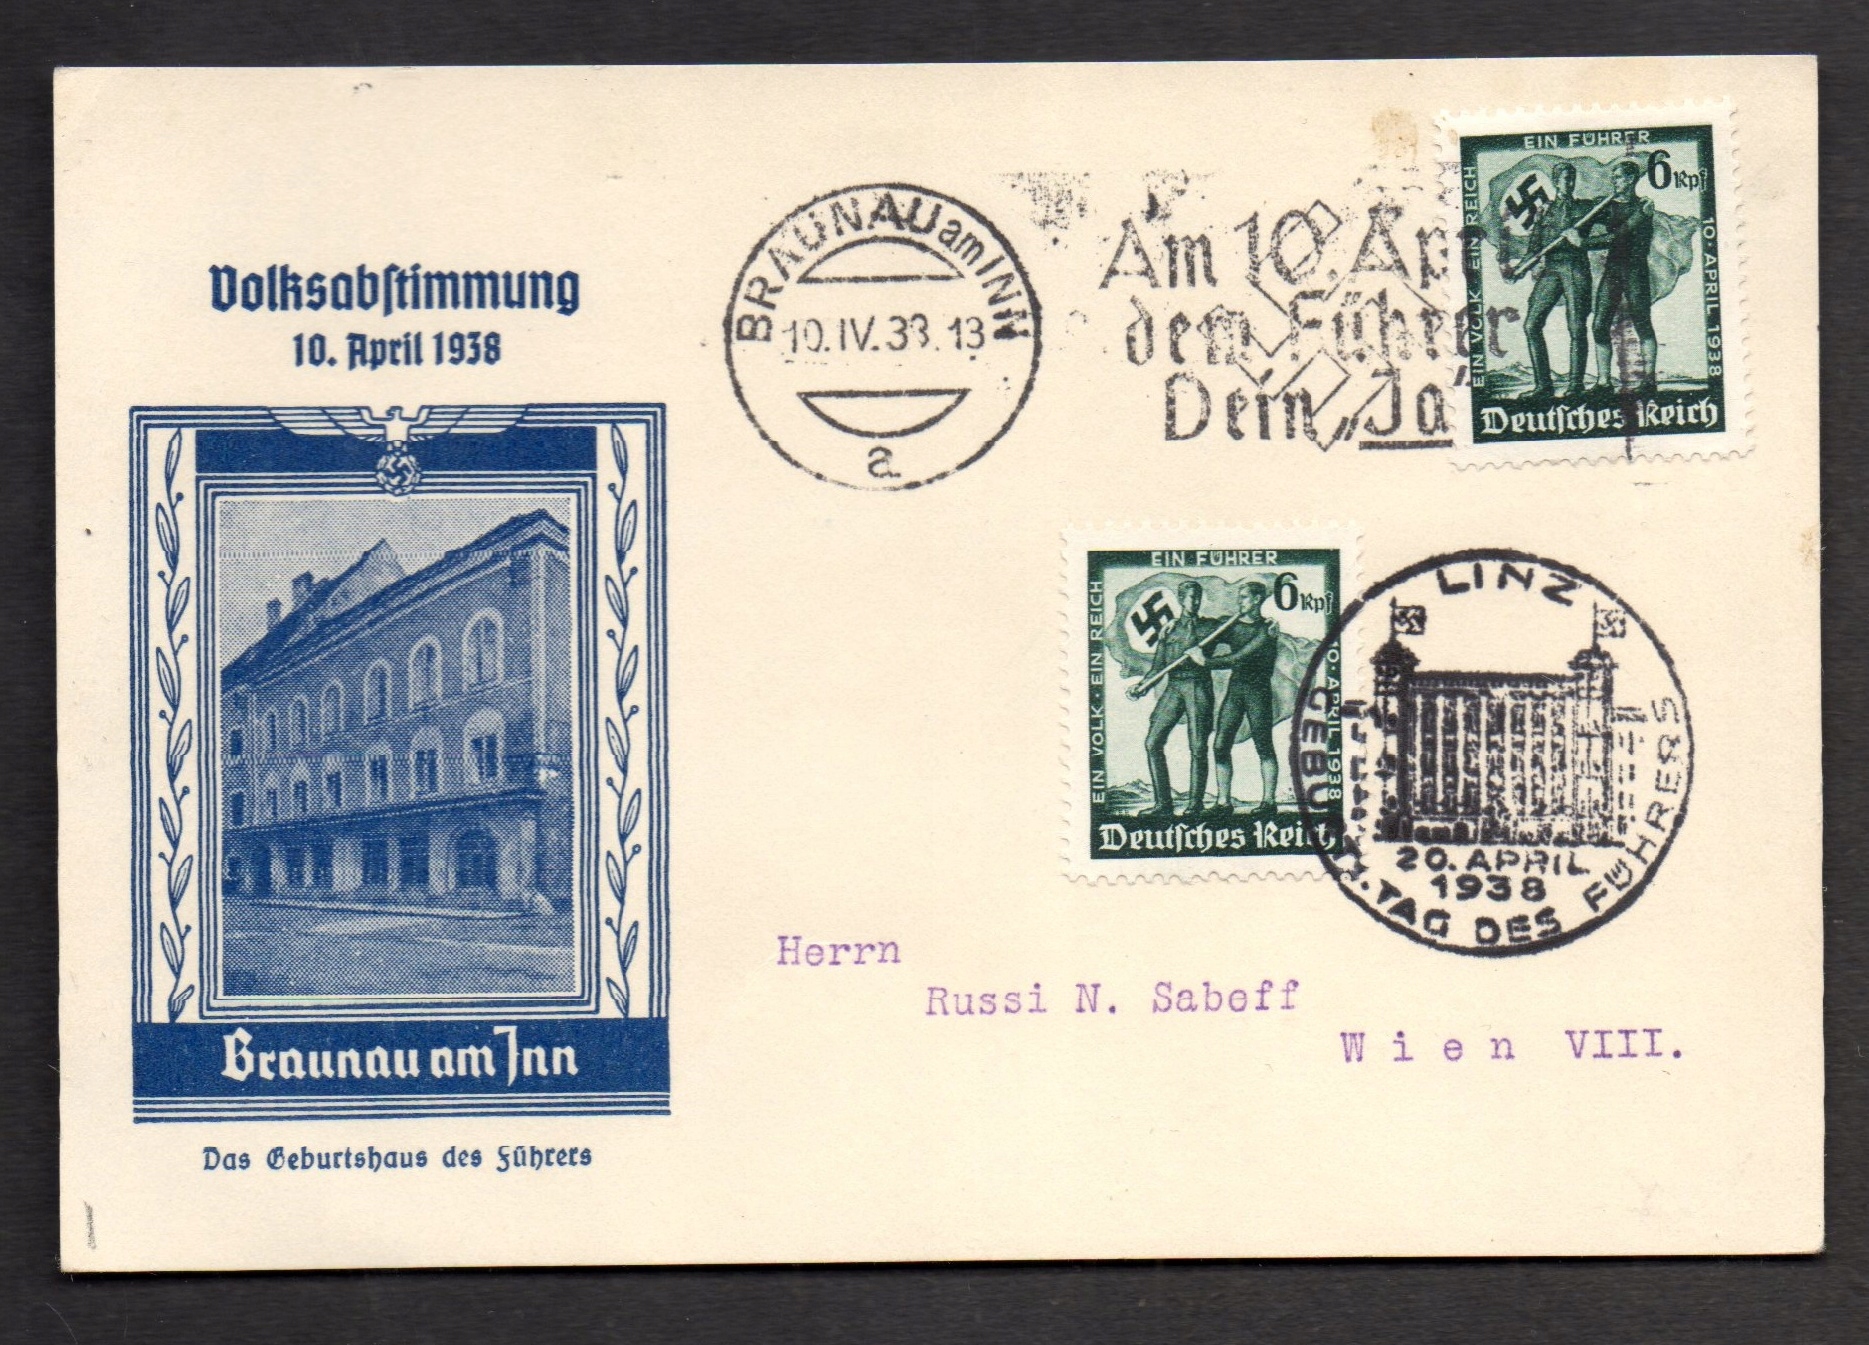 Volksabstimmung
10. April 1938
Braunau am Inn
Das Geburtshaus des Führers
BRAUNAU am INN
10.IV.38.13
a
Am 10. April
dem Führer
Dein „Ja"
EIN VOLK · EIN REICH
EIN FÜHRER
10 · APRIL 1938
6 Rpf
Deutsches Reich
EIN VOLK · EIN REICH
EIN FÜHRER
10 · APRIL 1938
6 Rpf
Deutsches Reich
LINZ
20. APRIL
1938
GEBURTSTAG DES FÜHRERS
Herrn
Russi N. Saboff
Wien VIII.